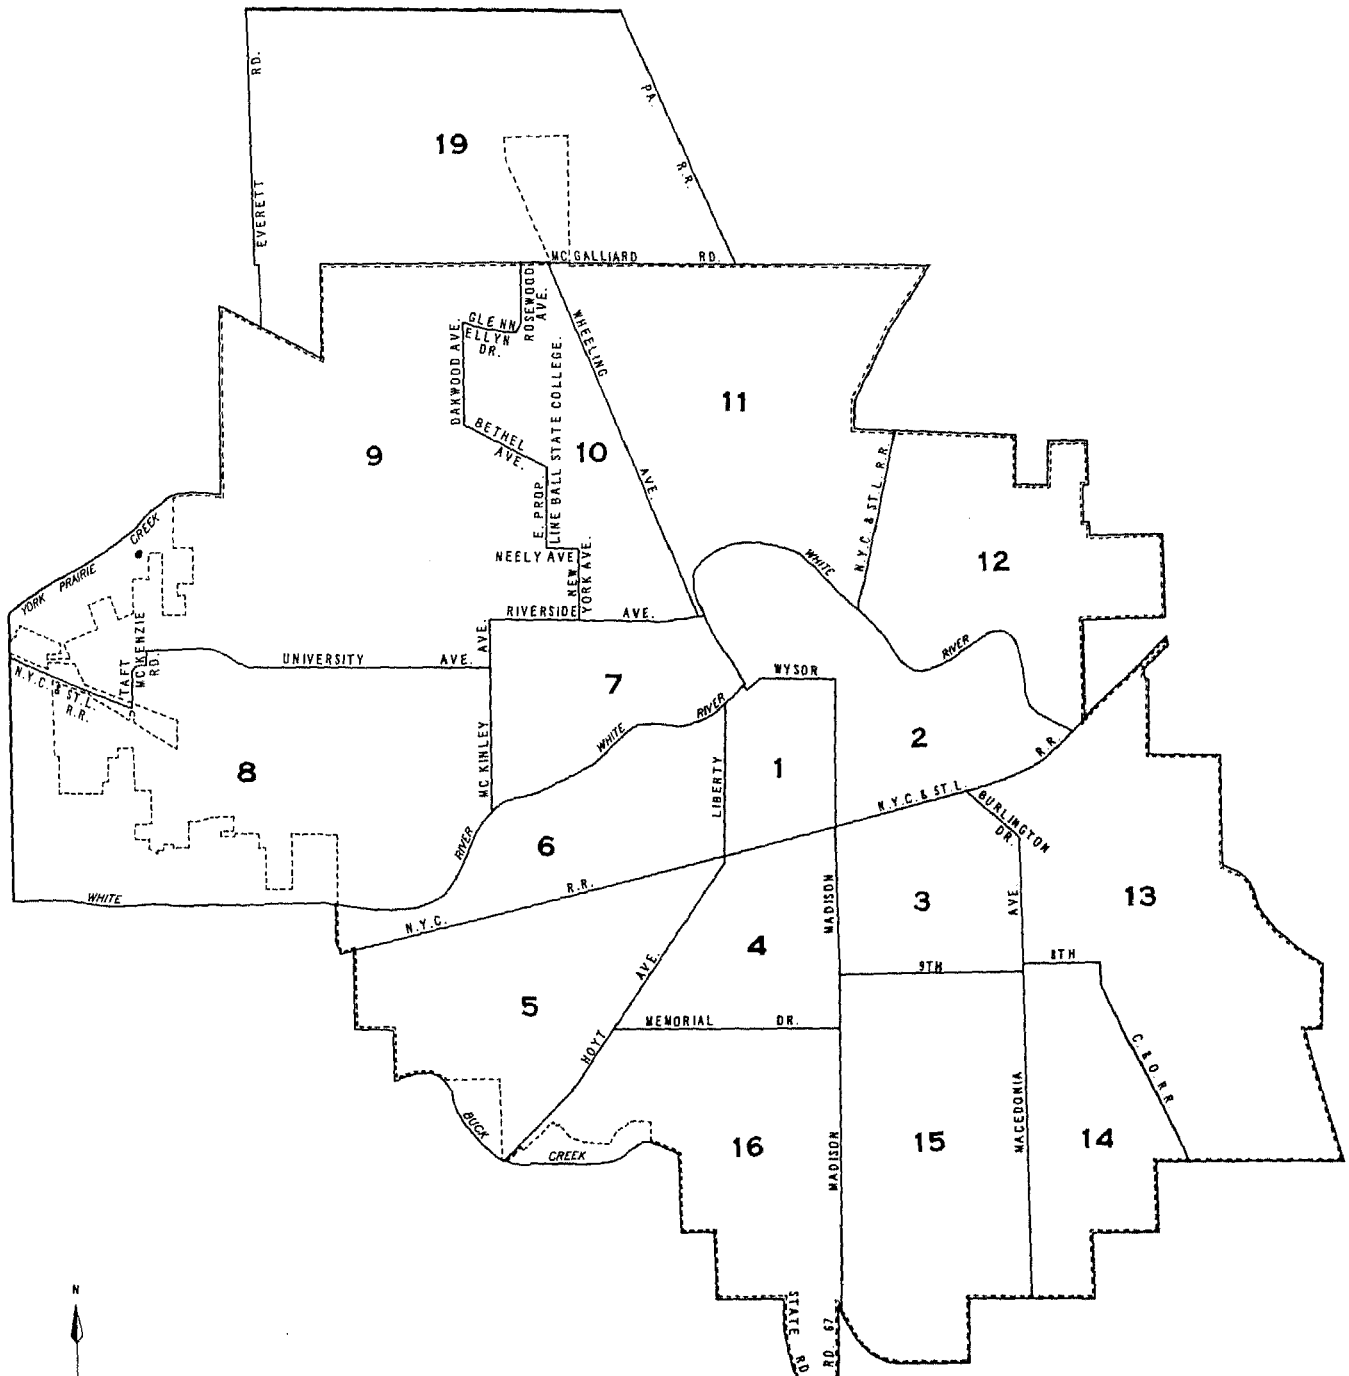 EVERETT RD.
PA. R.R.
19
MC GALLIARD RD.
ROSEWOOD AVE.
GLENN ELLYN DR.
OAKWOOD AVE.
WHEELING AVE.
BETHEL AVE.
E. PROP. LINE BALL STATE COLLEGE.
9
10
11
N.Y.C. & ST. L. R.R.
12
YORK PRAIRIE CREEK
NEELY AVE
NEW YORK AVE.
RIVERSIDE AVE.
WHITE RIVER
TAFT
MC KENZIE RD.
UNIVERSITY AVE.
AVE.
MC KINLEY
N.Y.C. & ST. L. R.R.
7
WYSOR
WHITE RIVER
2
R.R.
8
LIBERTY
1
N.Y.C. & ST. L.
BURLINGTON DR.
RIVER
WHITE
6
R.R.
N.Y.C.
MADISON
3
AVE.
13
4
9TH
8TH
5
HOYT AVE.
MEMORIAL DR.
C. & O. R R
MACEDONIA
BUCK CREEK
16
MADISON
15
14
N
STATE RD
RD. 67